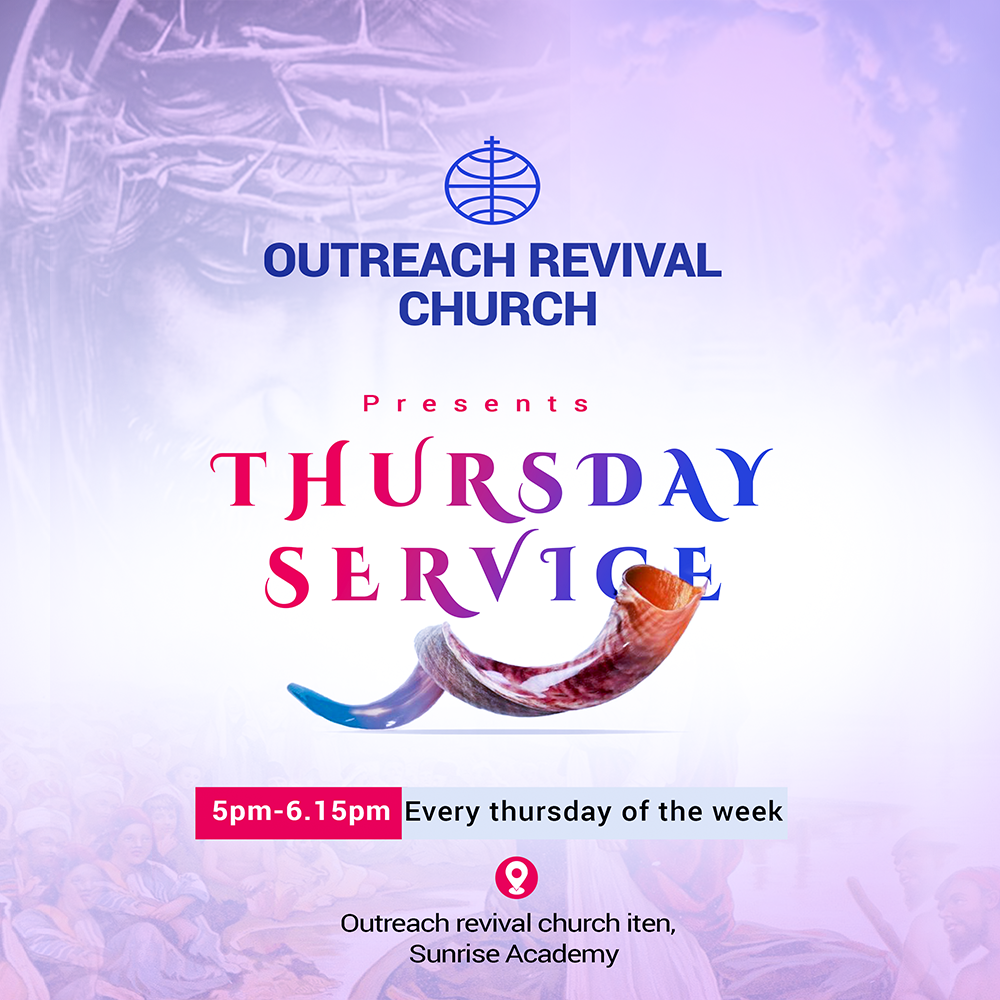 OUTREACH REVIVAL
CHURCH
Presents
THURSDAY
SERVICE
5pm-6.15pm Every thursday of the week
Outreach revival church iten,
Sunrise Academy